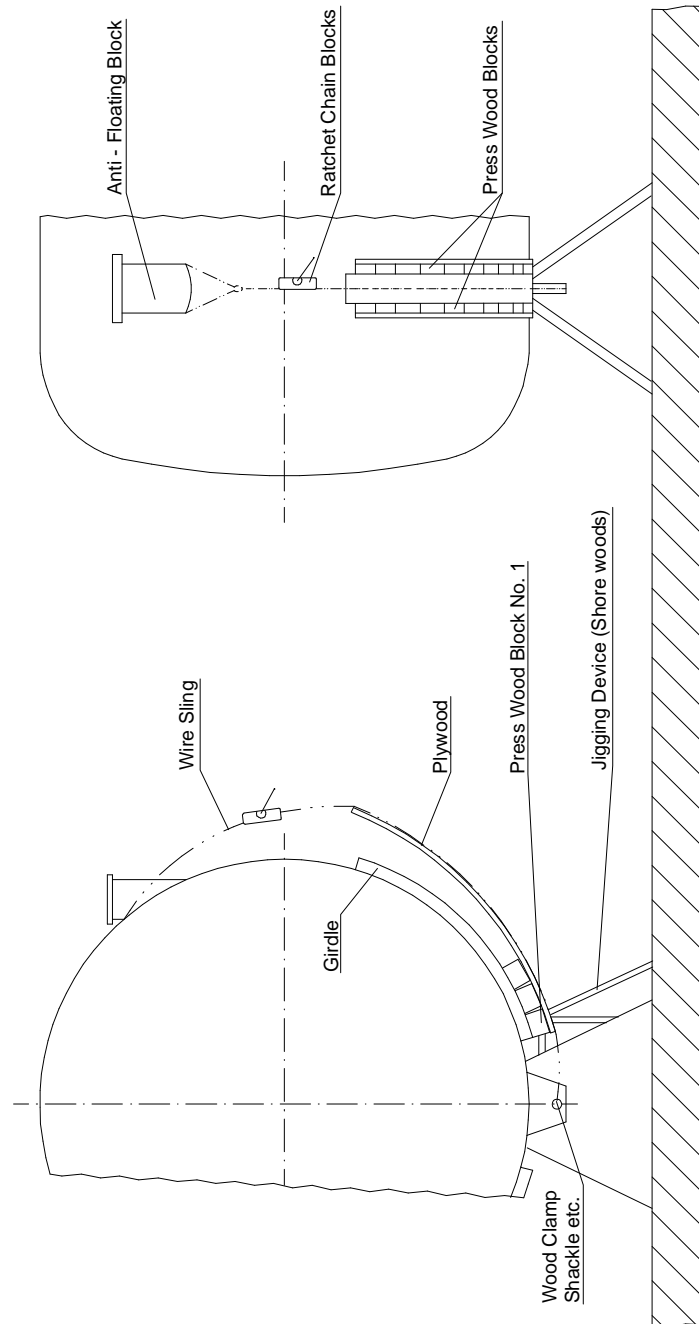 Anti - Floating Block
Ratchet Chain Blocks
Press Wood Blocks
Wire Sling
Plywood
Press Wood Block No. 1
Jigging Device (Shore woods)
Girdle
Wood Clamp
Shackle etc.